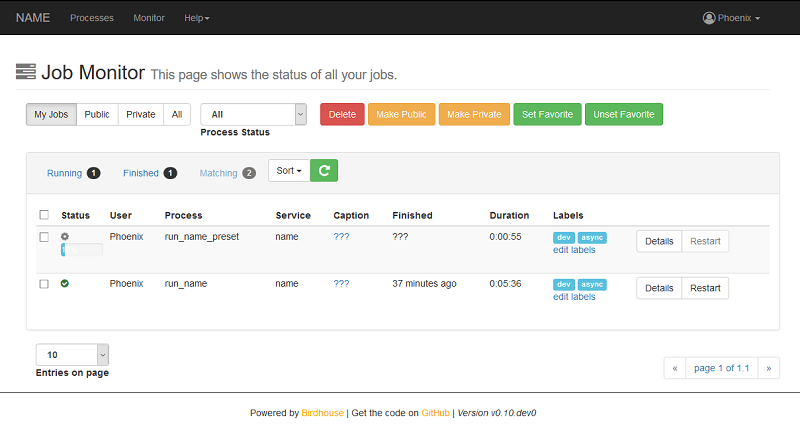 NAME Processes Monitor Help Phoenix
Job Monitor This page shows the status of all your jobs.
My Jobs Public Private All All Delete Make Public Make Private Set Favorite Unset Favorite
Process Status
Running 1 Finished 1 Matching 2 Sort
Status User Process Service Caption Finished Duration Labels
Phoenix run_name_preset name ??? ??? 0:00:55 dev async Details Restart
edit labels
Phoenix run_name name ??? 37 minutes ago 0:05:36 dev async Details Restart
edit labels
10
Entries on page
« page 1 of 1.1 »
Powered by Birdhouse | Get the code on GitHub | Version v0.10.dev0